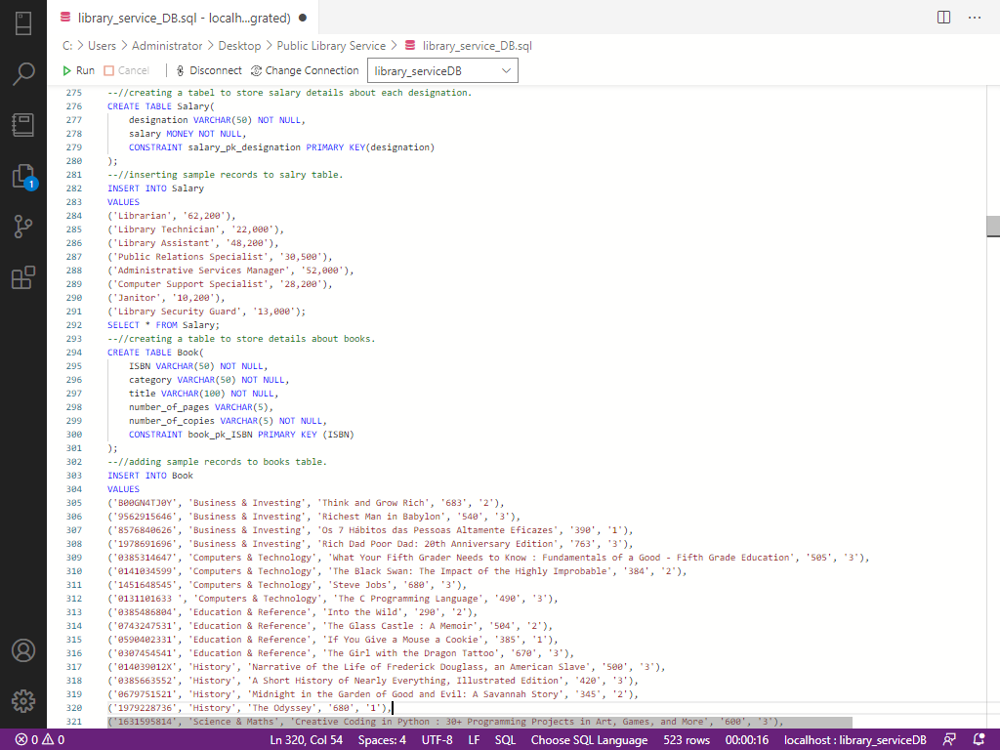 library_service_DB.sql - localh...grated) ●
C: > Users > Administrator > Desktop > Public Library Service > library_service_DB.sql
Run Cancel Disconnect Change Connection library_serviceDB
275 --//creating a tabel to store salary details about each designation.
276 CREATE TABLE Salary(
277 designation VARCHAR(50) NOT NULL,
278 salary MONEY NOT NULL,
279 CONSTRAINT salary_pk_designation PRIMARY KEY(designation)
280 );
281 --//inserting sample records to salry table.
282 INSERT INTO Salary
283 VALUES
284 ('Librarian', '62,200'),
285 ('Library Technician', '22,000'),
286 ('Library Assistant', '48,200'),
287 ('Public Relations Specialist', '30,500'),
288 ('Administrative Services Manager', '52,000'),
289 ('Computer Support Specialist', '28,200'),
290 ('Janitor', '10,200'),
291 ('Library Security Guard', '13,000');
292 SELECT * FROM Salary;
293 --//creating a table to store details about books.
294 CREATE TABLE Book(
295 ISBN VARCHAR(50) NOT NULL,
296 category VARCHAR(50) NOT NULL,
297 title VARCHAR(100) NOT NULL,
298 number_of_pages VARCHAR(5),
299 number_of_copies VARCHAR(5) NOT NULL,
300 CONSTRAINT book_pk_ISBN PRIMARY KEY (ISBN)
301 );
302 --//adding sample records to books table.
303 INSERT INTO Book
304 VALUES
305 ('B00GN4TJ0Y', 'Business & Investing', 'Think and Grow Rich', '683', '2'),
306 ('9562915646', 'Business & Investing', 'Richest Man in Babylon', '540', '3'),
307 ('8576840626', 'Business & Investing', 'Os 7 Hábitos das Pessoas Altamente Eficazes', '390', '1'),
308 ('1978691696', 'Business & Investing', 'Rich Dad Poor Dad: 20th Anniversary Edition', '763', '3'),
309 ('0385314647', 'Computers & Technology', 'What Your Fifth Grader Needs to Know : Fundamentals of a Good - Fifth Grade Education', '505', '3'),
310 ('0141034599', 'Computers & Technology', 'The Black Swan: The Impact of the Highly Improbable', '384', '2'),
311 ('1451648545', 'Computers & Technology', 'Steve Jobs', '680', '3'),
312 ('0131101633 ', 'Computers & Technology', 'The C Programming Language', '490', '3'),
313 ('0385486804', 'Education & Reference', 'Into the Wild', '290', '2'),
314 ('0743247531', 'Education & Reference', 'The Glass Castle : A Memoir', '504', '2'),
315 ('0590402331', 'Education & Reference', 'If You Give a Mouse a Cookie', '385', '1'),
316 ('0307454541', 'Education & Reference', 'The Girl with the Dragon Tattoo', '670', '3'),
317 ('014039012X', 'History', 'Narrative of the Life of Frederick Douglass, an American Slave', '500', '3'),
318 ('0385663552', 'History', 'A Short History of Nearly Everything, Illustrated Edition', '420', '3'),
319 ('0679751521', 'History', 'Midnight in the Garden of Good and Evil: A Savannah Story', '345', '2'),
320 ('1979228736', 'History', 'The Odyssey', '680', '1'),
321 ('1631595814', 'Science & Maths', 'Creative Coding in Python : 30+ Programming Projects in Art, Games, and More', '600', '3'),
1
0 0 Ln 320, Col 54 Spaces: 4 UTF-8 LF SQL Choose SQL Language 523 rows 00:00:16 localhost : library_serviceDB